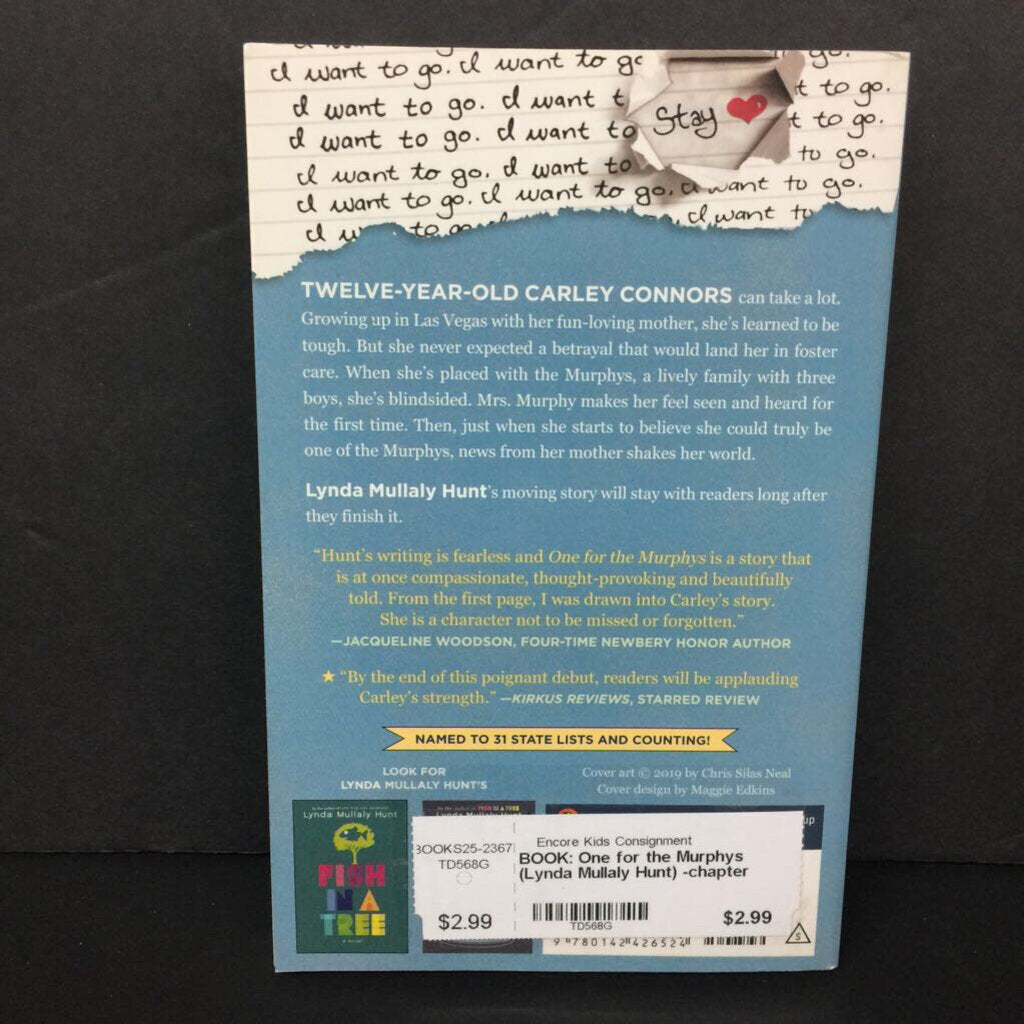 I want to go. I want to go
I want to go. I want t
t to go.
I want to go. I want to
Stay
t to go.
I want to go. I want to
to go.
I want to go. I want to go. I want to go.
I w
to go
I want to
TWELVE-YEAR-OLD CARLEY CONNORS can take a lot.
Growing up in Las Vegas with her fun-loving mother, she's learned to be
tough. But she never expected a betrayal that would land her in foster
care. When she's placed with the Murphys, a lively family with three
boys, she's blindsided. Mrs. Murphy makes her feel seen and heard for
the first time. Then, just when she starts to believe she could truly be
one of the Murphys, news from her mother shakes her world.
Lynda Mullaly Hunt's moving story will stay with readers long after
they finish it.
"Hunt's writing is fearless and One for the Murphys is a story that
is at once compassionate, thought-provoking and beautifully
told. From the first page, I was drawn into Carley's story.
She is a character not to be missed or forgotten."
—JACQUELINE WOODSON, FOUR-TIME NEWBERY HONOR AUTHOR
★ "By the end of this poignant debut, readers will be applauding
Carley's strength." —KIRKUS REVIEWS, STARRED REVIEW
NAMED TO 31 STATE LISTS AND COUNTING!
LOOK FOR
LYNDA MULLALY HUNT'S
Cover art © 2019 by Chris Silas Neal
Cover design by Maggie Edkins
Lynda Mullaly Hunt
FISH
IN A
TREE
FISH IN A TREE
Lynda Mullaly Hunt
up
BOOKS25-2367
TD568G
$2.99
Encore Kids Consignment
BOOK: One for the Murphys
(Lynda Mullaly Hunt) -chapter
TD568G
$2.99
9 780142 426524
S